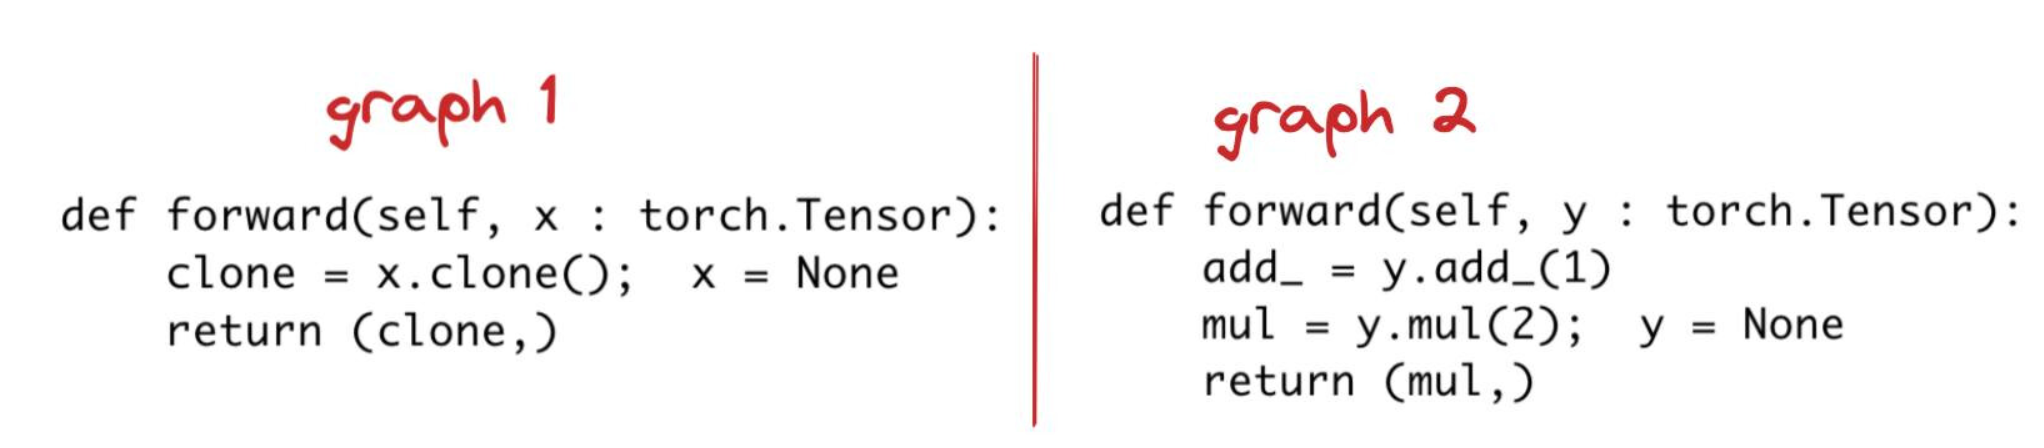 graph 1
def forward(self, x : torch.Tensor):
    clone = x.clone();  x = None
    return (clone,)
graph 2
def forward(self, y : torch.Tensor):
    add_ = y.add_(1)
    mul = y.mul(2);  y = None
    return (mul,)